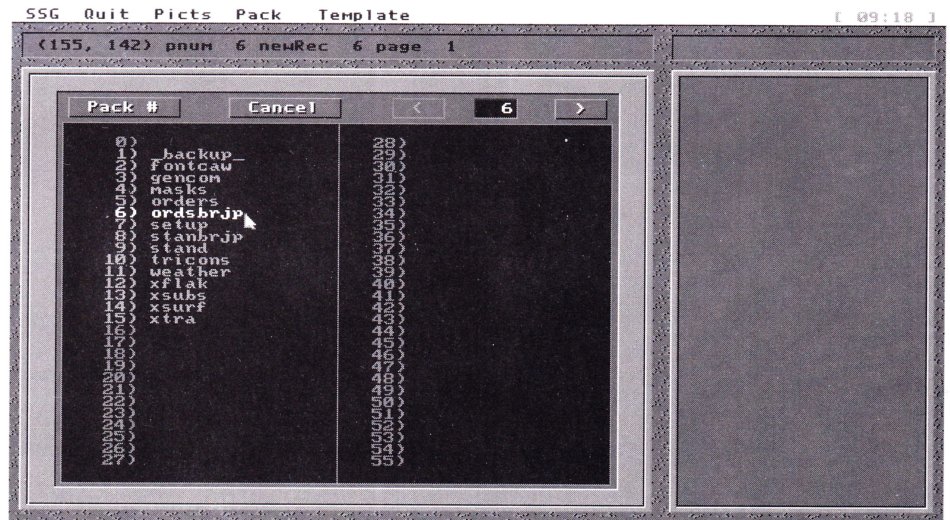 SSG Quit Picts Pack Template [ 09:18 ]
(155, 142) pnum 6 newRec 6 page 1
Pack # Cancel < 6 >
0)
1) _backup_
2) fontcaw
3) gencom
4) masks
5) orders
6) ordsbrjp
7) setup
8) stanbrjp
9) stand
10) tricons
11) weather
12) xflak
13) xsubs
14) xsurf
15) xtra
16)
17)
18)
19)
20)
21)
22)
23)
24)
25)
26)
27)
28)
29)
30)
31)
32)
33)
34)
35)
36)
37)
38)
39)
40)
41)
42)
43)
44)
45)
46)
47)
48)
49)
50)
51)
52)
53)
54)
55)